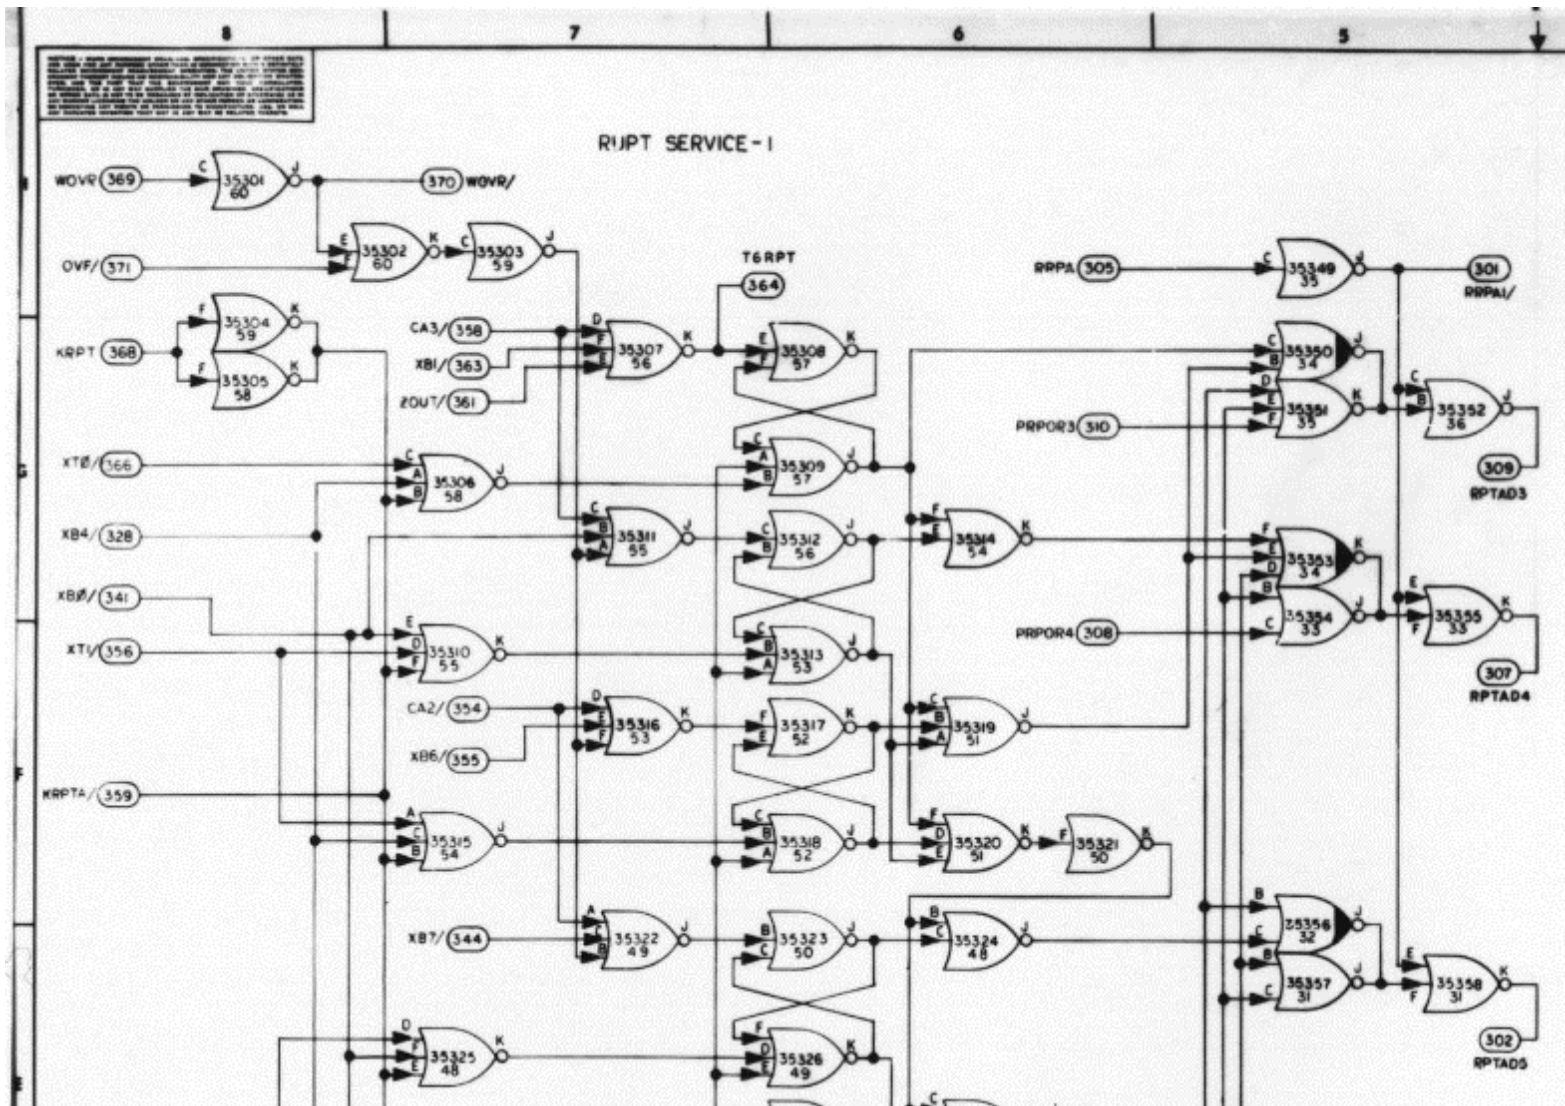 8 7 6 5
RUPT SERVICE-1
WOVR 369 C 35301 60 J 370 WOVR/
E 35302 60 K C 35303 59 J
OVF/ 371
T6RPT
364
RRPA 305 C 35349 35 J 301
RRPA1/
F 35304 59 K
KRPT 368
F 35305 58 K
CA3/ 358 D
XB1/ 363 F 35307 56 K
ZOUT/ 361 E
E 35308 57 K
F
C 35350 34 J
B
D
E 35351 35 K
F
PRPOR3 310
C
B 35352 36 J
309
RPTAD3
XT0/ 366 C
A 35306 58 J
B
C
A 35309 57 J
B
XB4/ 328
C
B 35311 55 J
A
C 35312 56 J
B
F
E 35314 54 K
F
E 35353 34 K
D
XB0/ 341
B 35354 33 J
C
PRPOR4 308
E
F 35355 33 K
307
RPTAD4
XT1/ 356
E
D 35310 55 K
F
C
B 35313 53 J
A
CA2/ 354 D
E 35316 53 K
F
XB6/ 355
F 35317 52 K
E
C
B 35319 51 J
A
KRPTA/ 359
A
C 35315 54 J
B
C
B 35318 52 J
A
F
D 35320 51 K
E
F 35321 50 K
XB7/ 344
A
35322 49 J
B
B 35323 50 J
C
B
C 35324 48 J
B 35356 32 J
C
B 35357 31 J
C
E
F 35358 31 K
302
RPTAD5
D
F 35325 48 K
E
F
D 35326 49 K
E
C
F
E